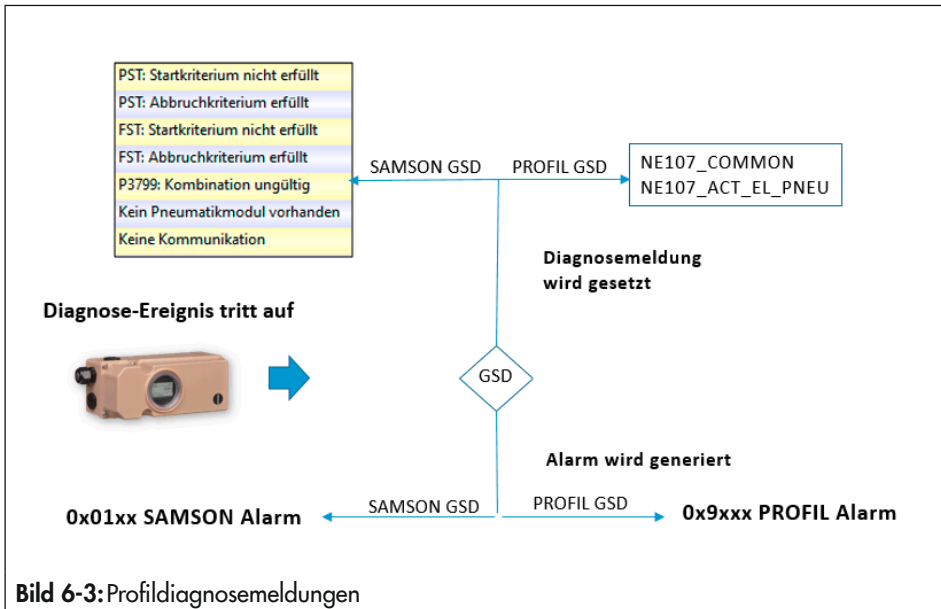 PST: Startkriterium nicht erfüllt
PST: Abbruchkriterium erfüllt
FST: Startkriterium nicht erfüllt
FST: Abbruchkriterium erfüllt
P3799: Kombination ungültig
Kein Pneumatikmodul vorhanden
Keine Kommunikation
SAMSON GSD
PROFIL GSD
NE107_COMMON
NE107_ACT_EL_PNEU
Diagnosemeldung
wird gesetzt
Diagnose-Ereignis tritt auf
GSD
Alarm wird generiert
0x01xx SAMSON Alarm
SAMSON GSD
PROFIL GSD
0x9xxx PROFIL Alarm
Bild 6-3: Profildiagnosemeldungen